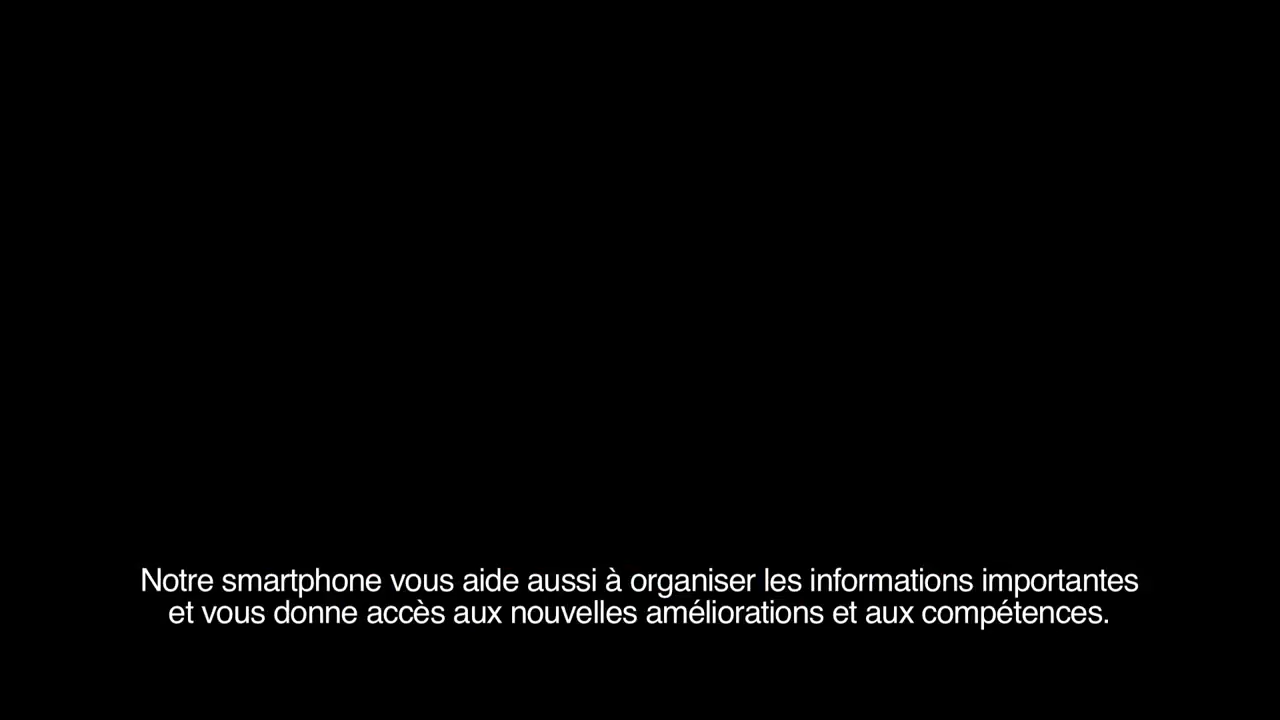 Notre smartphone vous aide aussi à organiser les informations importantes
et vous donne accès aux nouvelles améliorations et aux compétences.